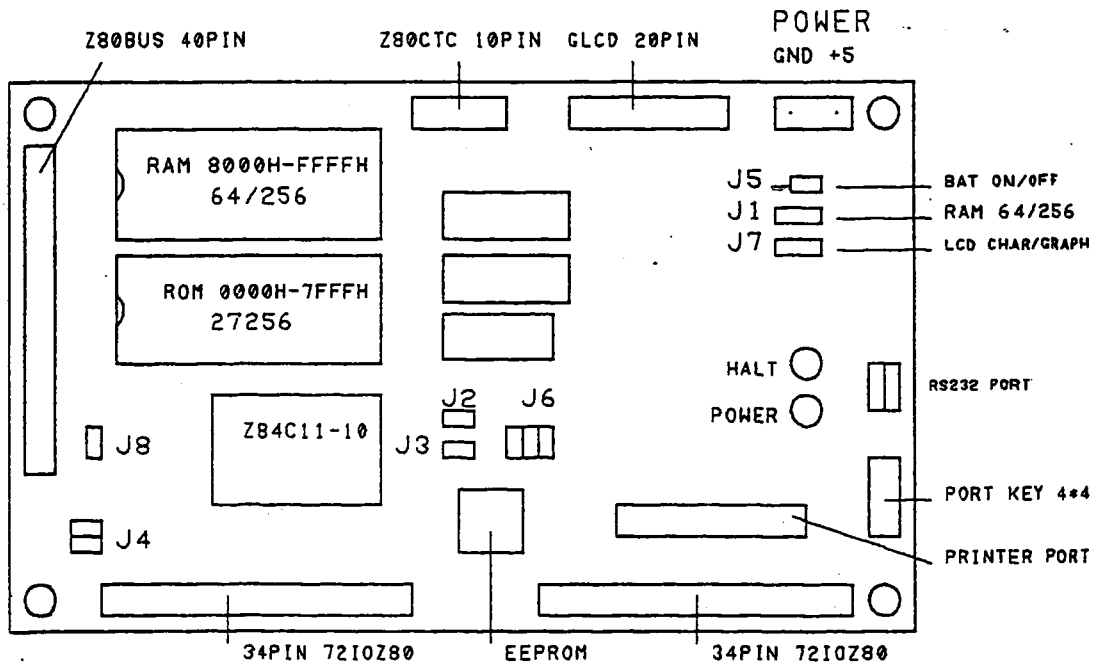 POWER
Z80BUS 40PIN
Z80CTC 10PIN
GLCD 20PIN
GND +5
RAM 8000H-FFFFH
64/256
J5
BAT ON/OFF
J1
RAM 64/256
J7
LCD CHAR/GRAPH
ROM 0000H-7FFFH
27256
HALT
RS232 PORT
POWER
J2
J6
Z84C11-10
J3
J8
PORT KEY 4*4
J4
PRINTER PORT
34PIN 72IOZ80
EEPROM
34PIN 72IOZ80